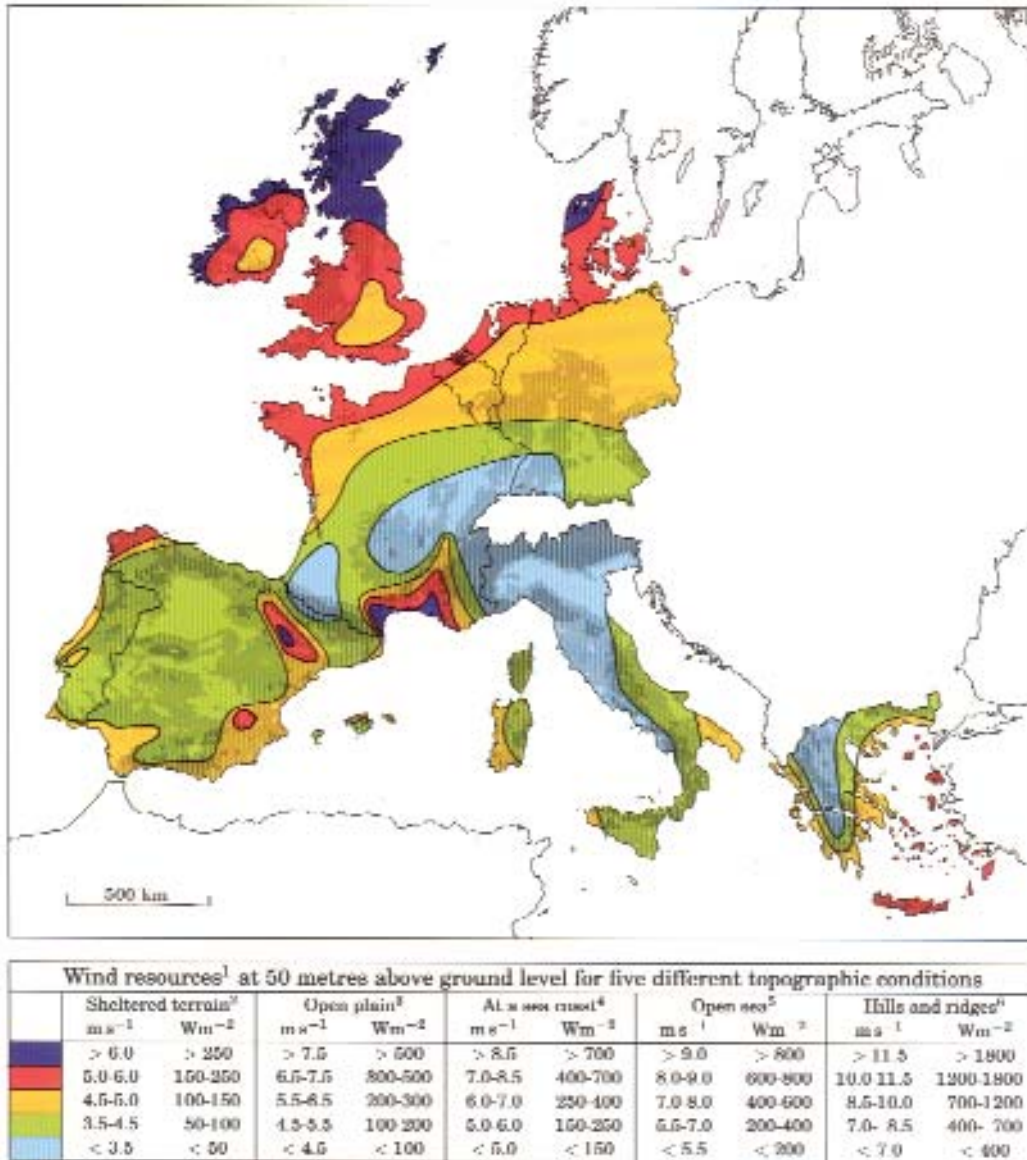 500 km
Wind resources¹ at 50 metres above ground level for five different topographic conditions
Sheltered terrain² Open plain³ At a sea coast⁴ Open sea⁵ Hills and ridges⁶
m s⁻¹ Wm⁻² m s⁻¹ Wm⁻² m s⁻¹ Wm⁻² m s⁻¹ Wm⁻² m s⁻¹ Wm⁻²
> 6.0 > 250 > 7.5 > 500 > 8.5 > 700 > 9.0 > 800 > 11.5 > 1800
5.0-6.0 150-250 6.5-7.5 300-500 7.0-8.5 400-700 8.0-9.0 600-800 10.0-11.5 1200-1800
4.5-5.0 100-150 5.5-6.5 200-300 6.0-7.0 250-400 7.0-8.0 400-600 8.5-10.0 700-1200
3.5-4.5 50-100 4.5-5.5 100-200 5.0-6.0 150-250 5.5-7.0 200-400 7.0- 8.5 400- 700
< 3.5 < 50 < 4.5 < 100 < 5.0 < 150 < 5.5 < 200 < 7.0 < 400